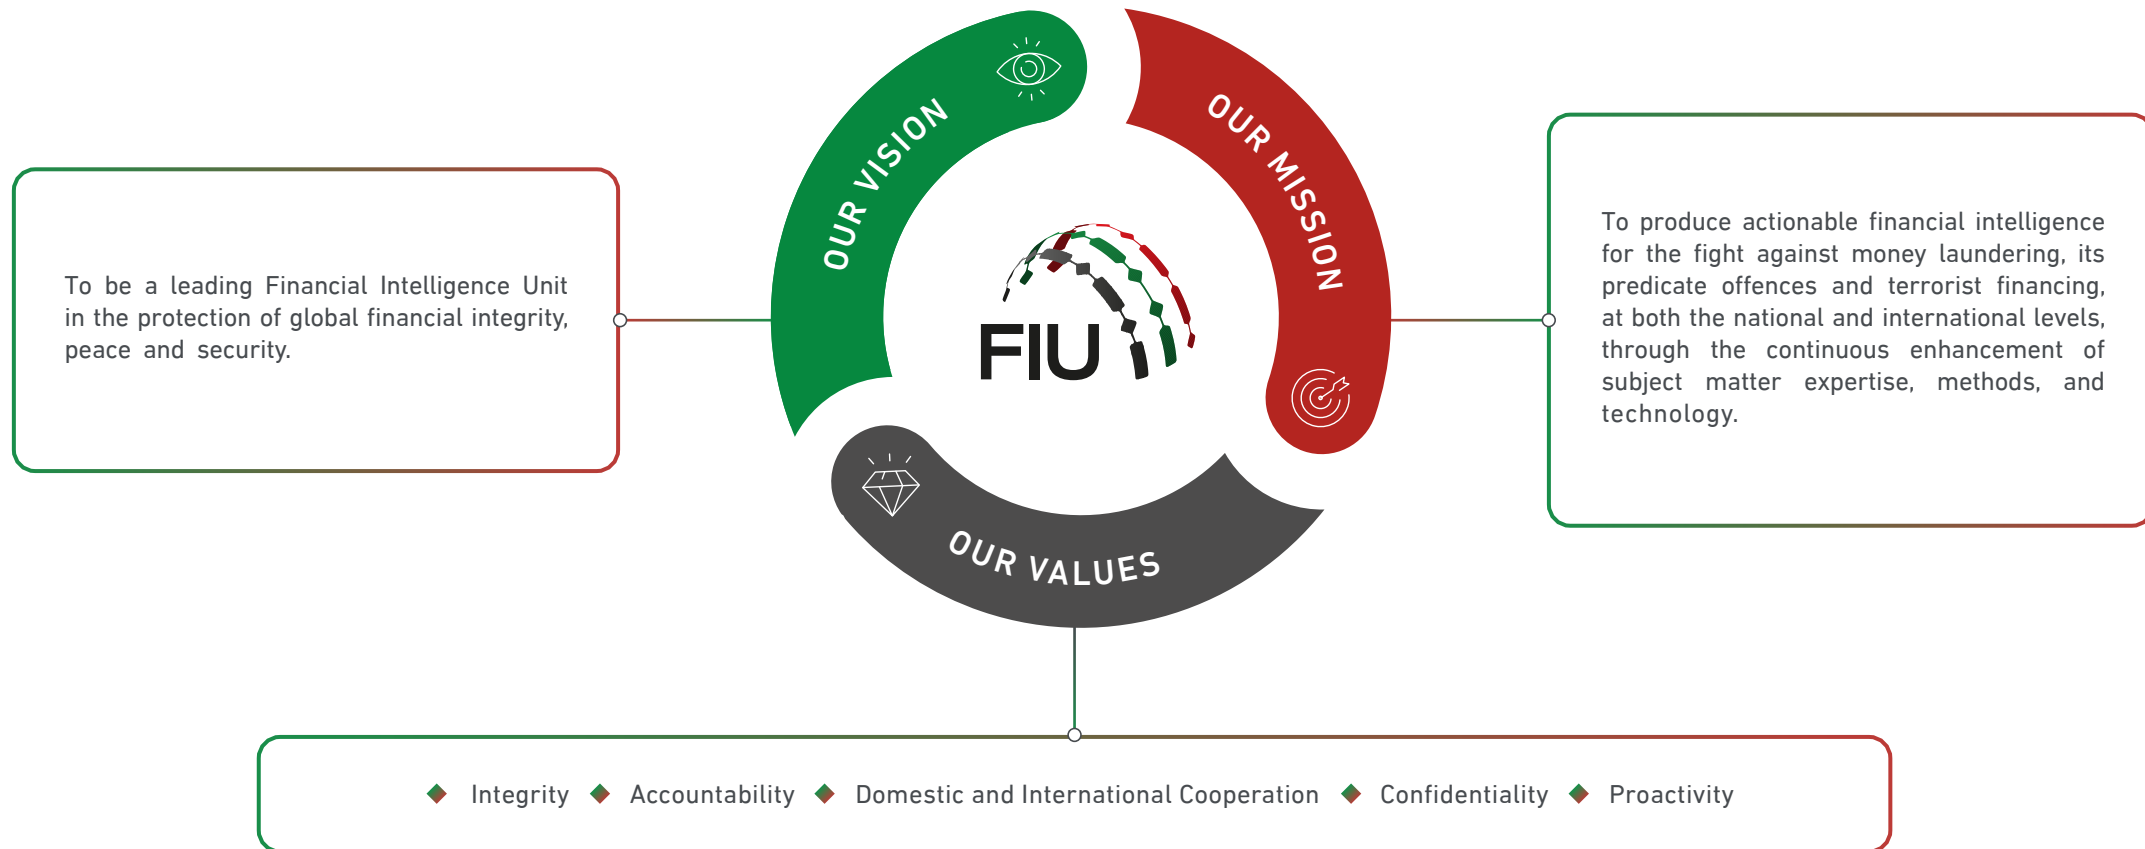 OUR VISION
To be a leading Financial Intelligence Unit
in the protection of global financial integrity,
peace and security.
OUR MISSION
To produce actionable financial intelligence
for the fight against money laundering, its
predicate offences and terrorist financing,
at both the national and international levels,
through the continuous enhancement of
subject matter expertise, methods, and
technology.
FIU
OUR VALUES
Integrity Accountability Domestic and International Cooperation Confidentiality Proactivity